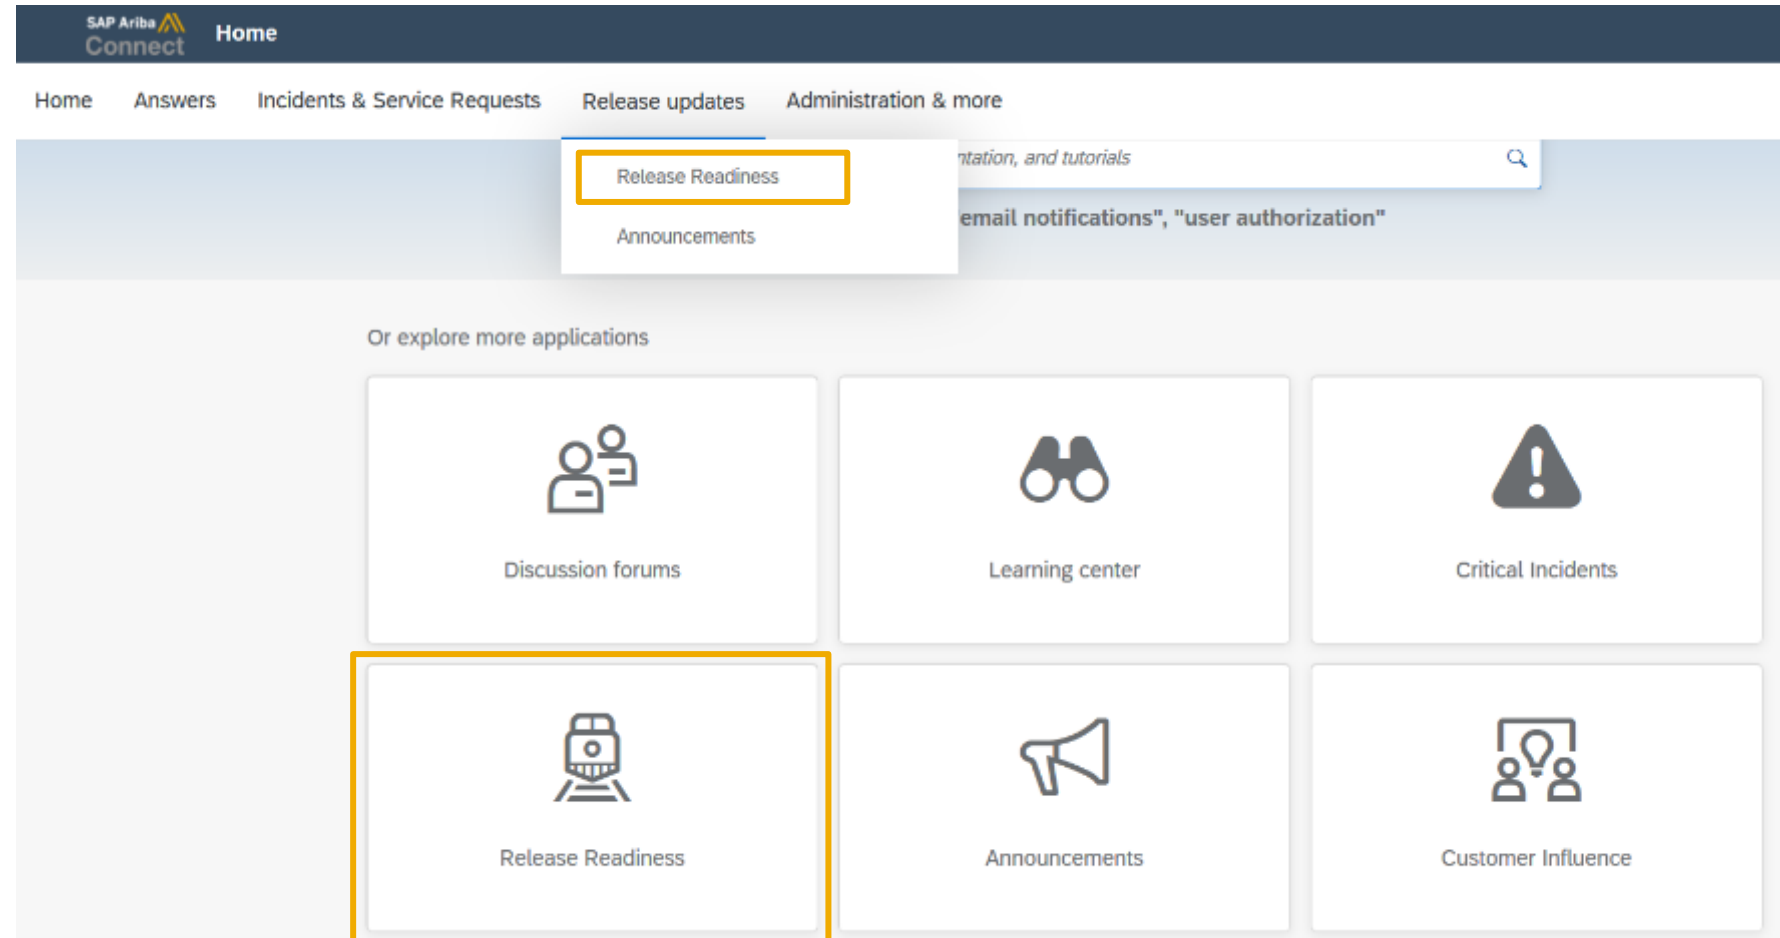 SAP Ariba
Connect
Home
Home Answers Incidents & Service Requests Release updates Administration & more
Release Readiness
Announcements
and tutorials
email notifications", "user authorization"
Or explore more applications
Discussion forums
Learning center
Critical Incidents
Release Readiness
Announcements
Customer Influence